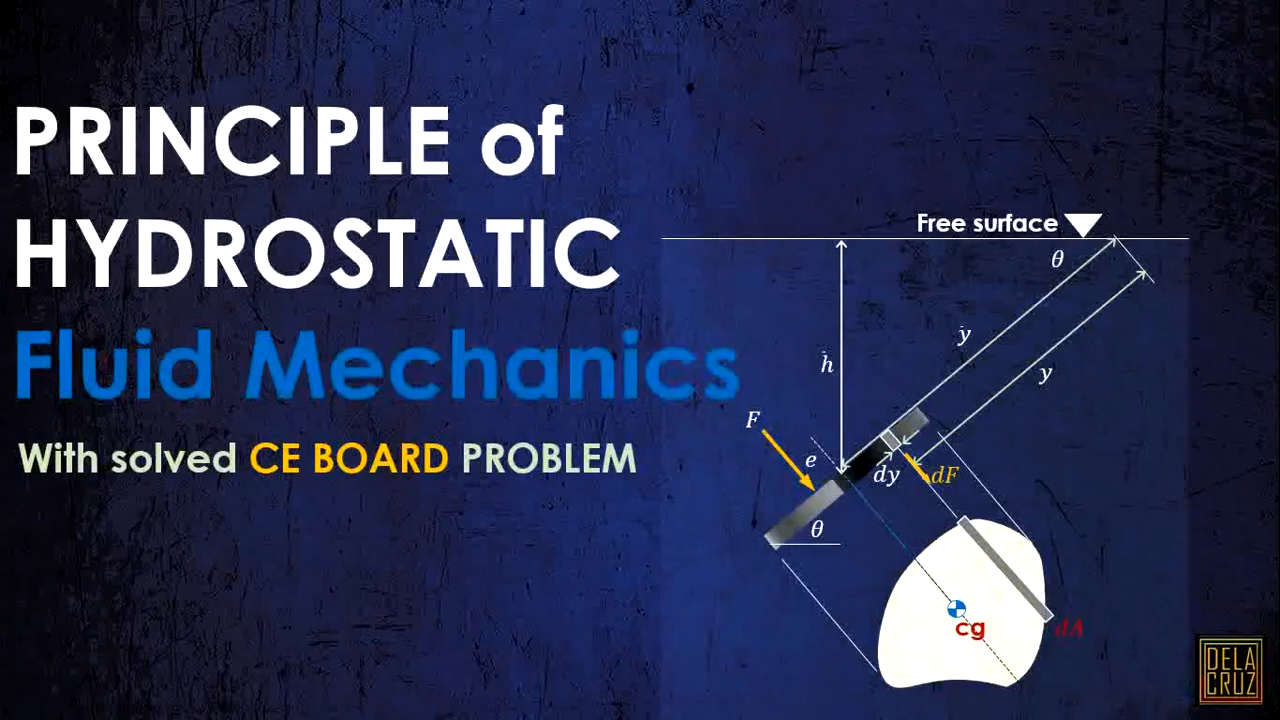 PRINCIPLE of
HYDROSTATIC
Fluid Mechanics
With solved CE BOARD PROBLEM
Free surface
θ
ȳ
h̄
y
F
e
dy
dF
θ
cg
dA
DELA
CRUZ